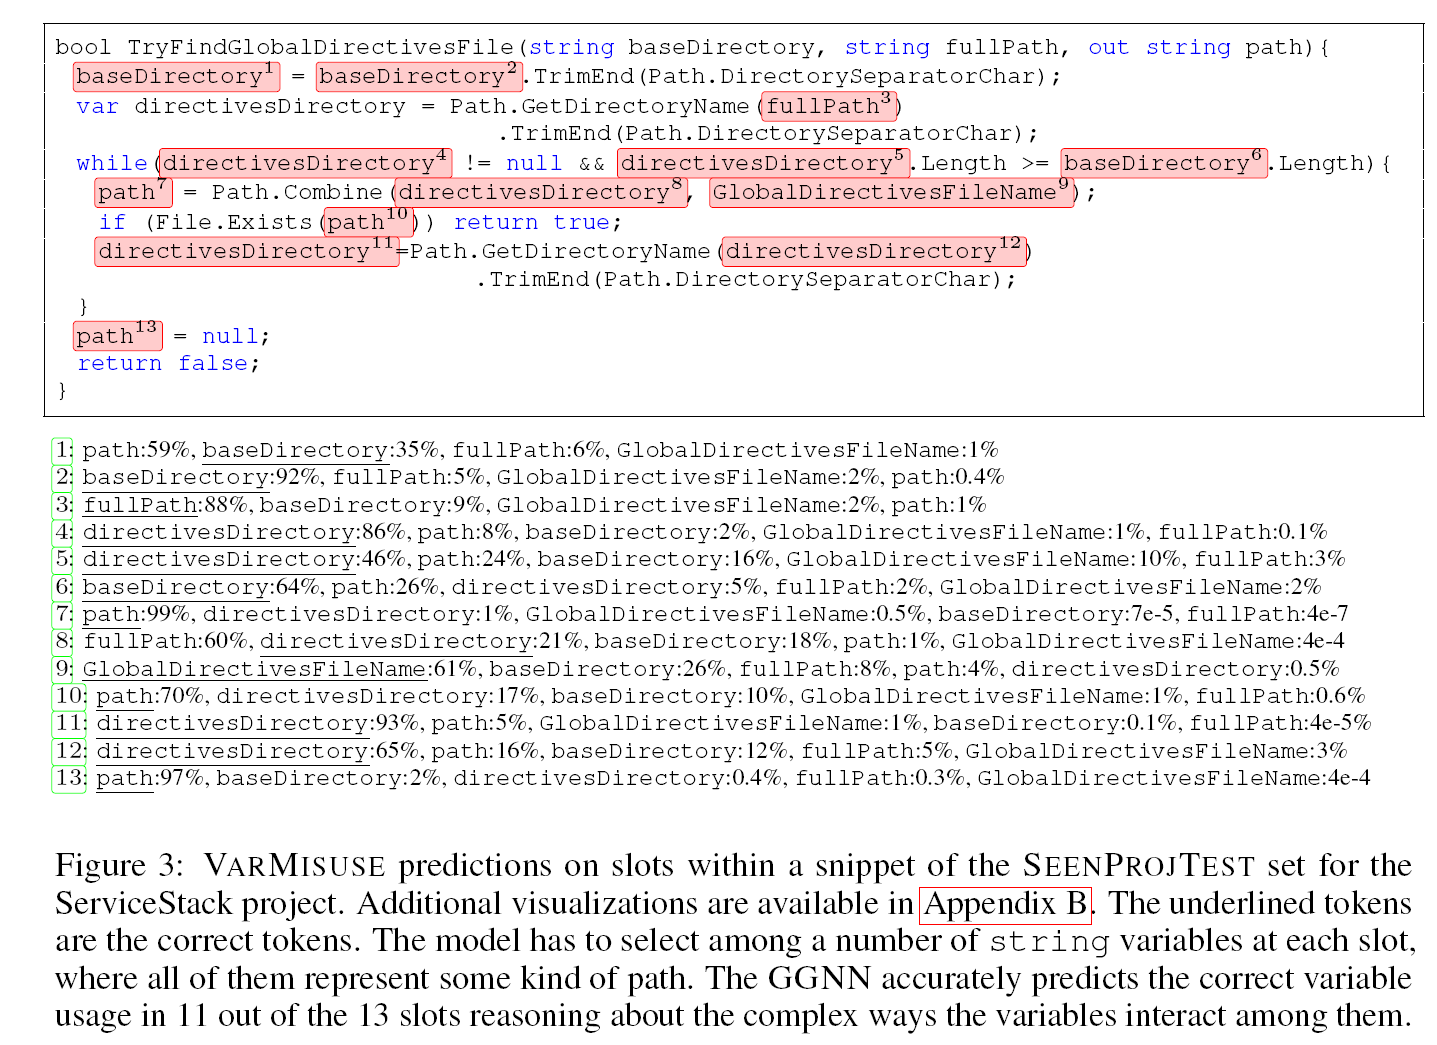 bool TryFindGlobalDirectivesFile(string baseDirectory, string fullPath, out string path){
baseDirectory1 = baseDirectory2.TrimEnd(Path.DirectorySeparatorChar);
var directivesDirectory = Path.GetDirectoryName(fullPath3)
.TrimEnd(Path.DirectorySeparatorChar);
while(directivesDirectory4 != null && directivesDirectory5.Length >= baseDirectory6.Length){
path7 = Path.Combine(directivesDirectory8, GlobalDirectivesFileName9);
if (File.Exists(path10)) return true;
directivesDirectory11=Path.GetDirectoryName(directivesDirectory12)
.TrimEnd(Path.DirectorySeparatorChar);
}
path13 = null;
return false;
}
1: path:59%, baseDirectory:35%, fullPath:6%, GlobalDirectivesFileName:1%
2: baseDirectory:92%, fullPath:5%, GlobalDirectivesFileName:2%, path:0.4%
3: fullPath:88%, baseDirectory:9%, GlobalDirectivesFileName:2%, path:1%
4: directivesDirectory:86%, path:8%, baseDirectory:2%, GlobalDirectivesFileName:1%, fullPath:0.1%
5: directivesDirectory:46%, path:24%, baseDirectory:16%, GlobalDirectivesFileName:10%, fullPath:3%
6: baseDirectory:64%, path:26%, directivesDirectory:5%, fullPath:2%, GlobalDirectivesFileName:2%
7: path:99%, directivesDirectory:1%, GlobalDirectivesFileName:0.5%, baseDirectory:7e-5, fullPath:4e-7
8: fullPath:60%, directivesDirectory:21%, baseDirectory:18%, path:1%, GlobalDirectivesFileName:4e-4
9: GlobalDirectivesFileName:61%, baseDirectory:26%, fullPath:8%, path:4%, directivesDirectory:0.5%
10: path:70%, directivesDirectory:17%, baseDirectory:10%, GlobalDirectivesFileName:1%, fullPath:0.6%
11: directivesDirectory:93%, path:5%, GlobalDirectivesFileName:1%, baseDirectory:0.1%, fullPath:4e-5%
12: directivesDirectory:65%, path:16%, baseDirectory:12%, fullPath:5%, GlobalDirectivesFileName:3%
13: path:97%, baseDirectory:2%, directivesDirectory:0.4%, fullPath:0.3%, GlobalDirectivesFileName:4e-4
Figure 3: VARMISUSE predictions on slots within a snippet of the SEENPROJTEST set for the
ServiceStack project. Additional visualizations are available in Appendix B. The underlined tokens
are the correct tokens. The model has to select among a number of string variables at each slot,
where all of them represent some kind of path. The GGNN accurately predicts the correct variable
usage in 11 out of the 13 slots reasoning about the complex ways the variables interact among them.